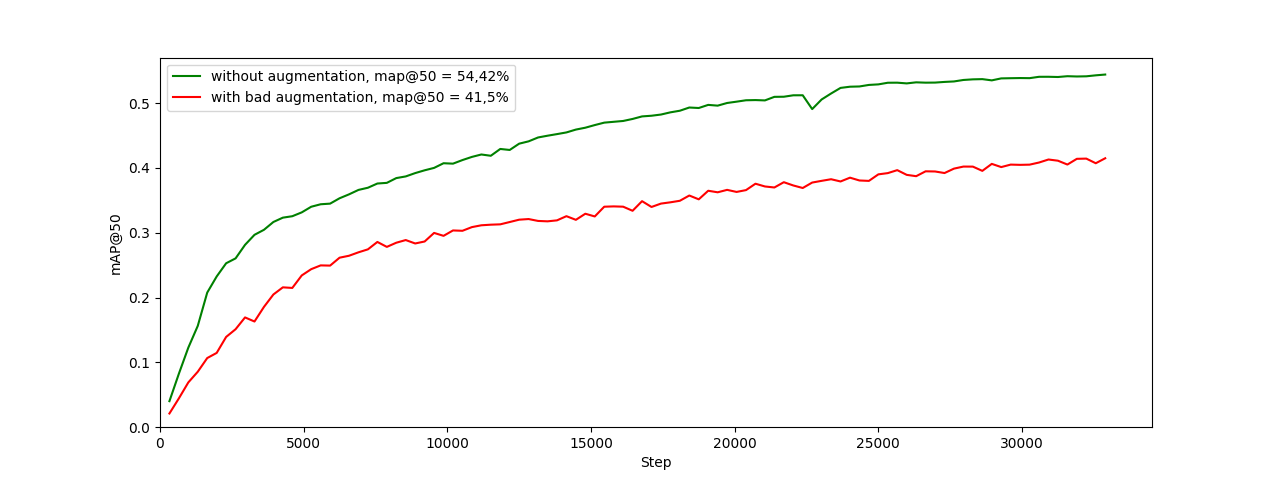 without augmentation, map@50 = 54,42%
with bad augmentation, map@50 = 41,5%
0.5
0.4
0.3
0.2
0.1
0.0
mAP@50
0 5000 10000 15000 20000 25000 30000
Step